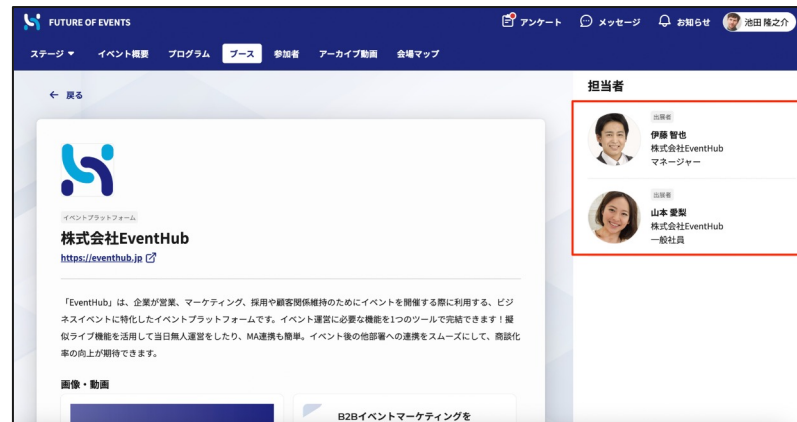 FUTURE OF EVENTS
アンケート
メッセージ
お知らせ
池田 隆之介
ステージ
イベント概要
プログラム
ブース
参加者
アーカイブ動画
会場マップ
← 戻る
イベントプラットフォーム
株式会社EventHub
https://eventhub.jp
「EventHub」は、企業が営業、マーケティング、採用や顧客関係維持のためにイベントを開催する際に利用する、ビジ
ネスイベントに特化したイベントプラットフォームです。イベント運営に必要な機能を1つのツールで完結できます！擬
似ライブ機能を活用して当日無人運営をしたり、MA連携も簡単。イベント後の他部署への連携をスムーズにして、商談化
率の向上が期待できます。
画像・動画
B2Bイベントマーケティングを
担当者
出展者
伊藤 智也
株式会社EventHub
マネージャー
出展者
山本 愛梨
株式会社EventHub
一般社員